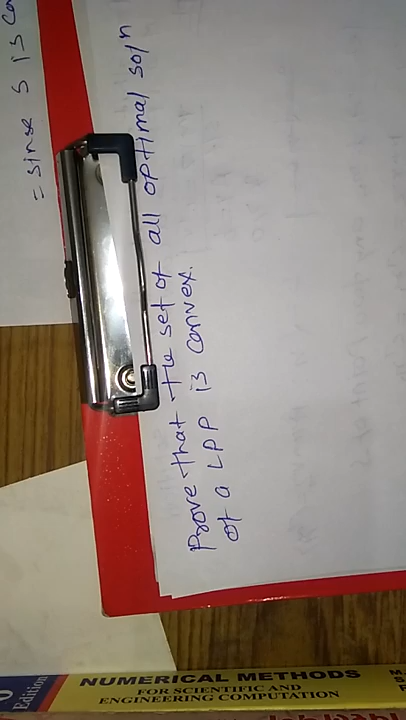 = since S is
Prove that the set of all optimal solⁿ
of a LPP is convex.
NUMERICAL METHODS
FOR SCIENTIFIC AND
ENGINEERING COMPUTATION
Edition